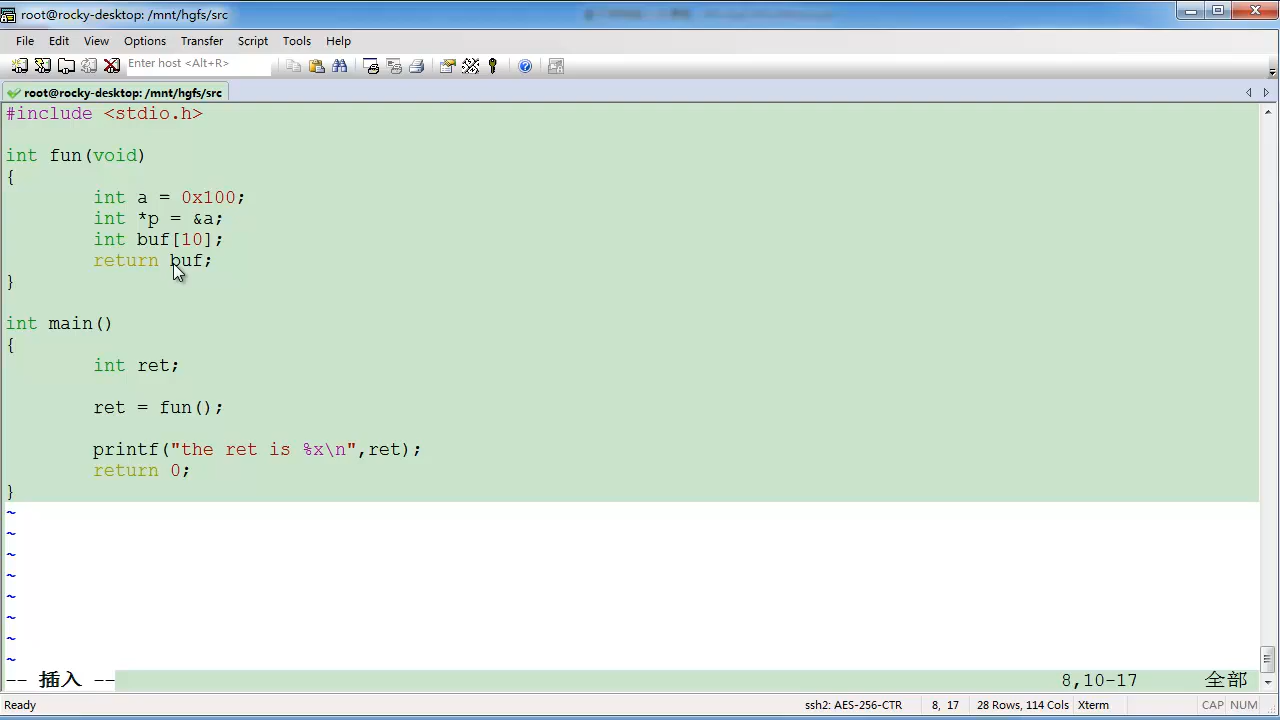 root@rocky-desktop: /mnt/hgfs/src
File Edit View Options Transfer Script Tools Help
Enter host <Alt+R>
root@rocky-desktop: /mnt/hgfs/src
#include <stdio.h>
int fun(void)
{
int a = 0x100;
int *p = &a;
int buf[10];
return buf;
}
int main()
{
int ret;
ret = fun();
printf("the ret is %x\n",ret);
return 0;
}
~
~
~
~
~
~
~
~
-- 插入 -- 8,10-17 全部
Ready ssh2: AES-256-CTR 8, 17 28 Rows, 114 Cols Xterm CAP NUM